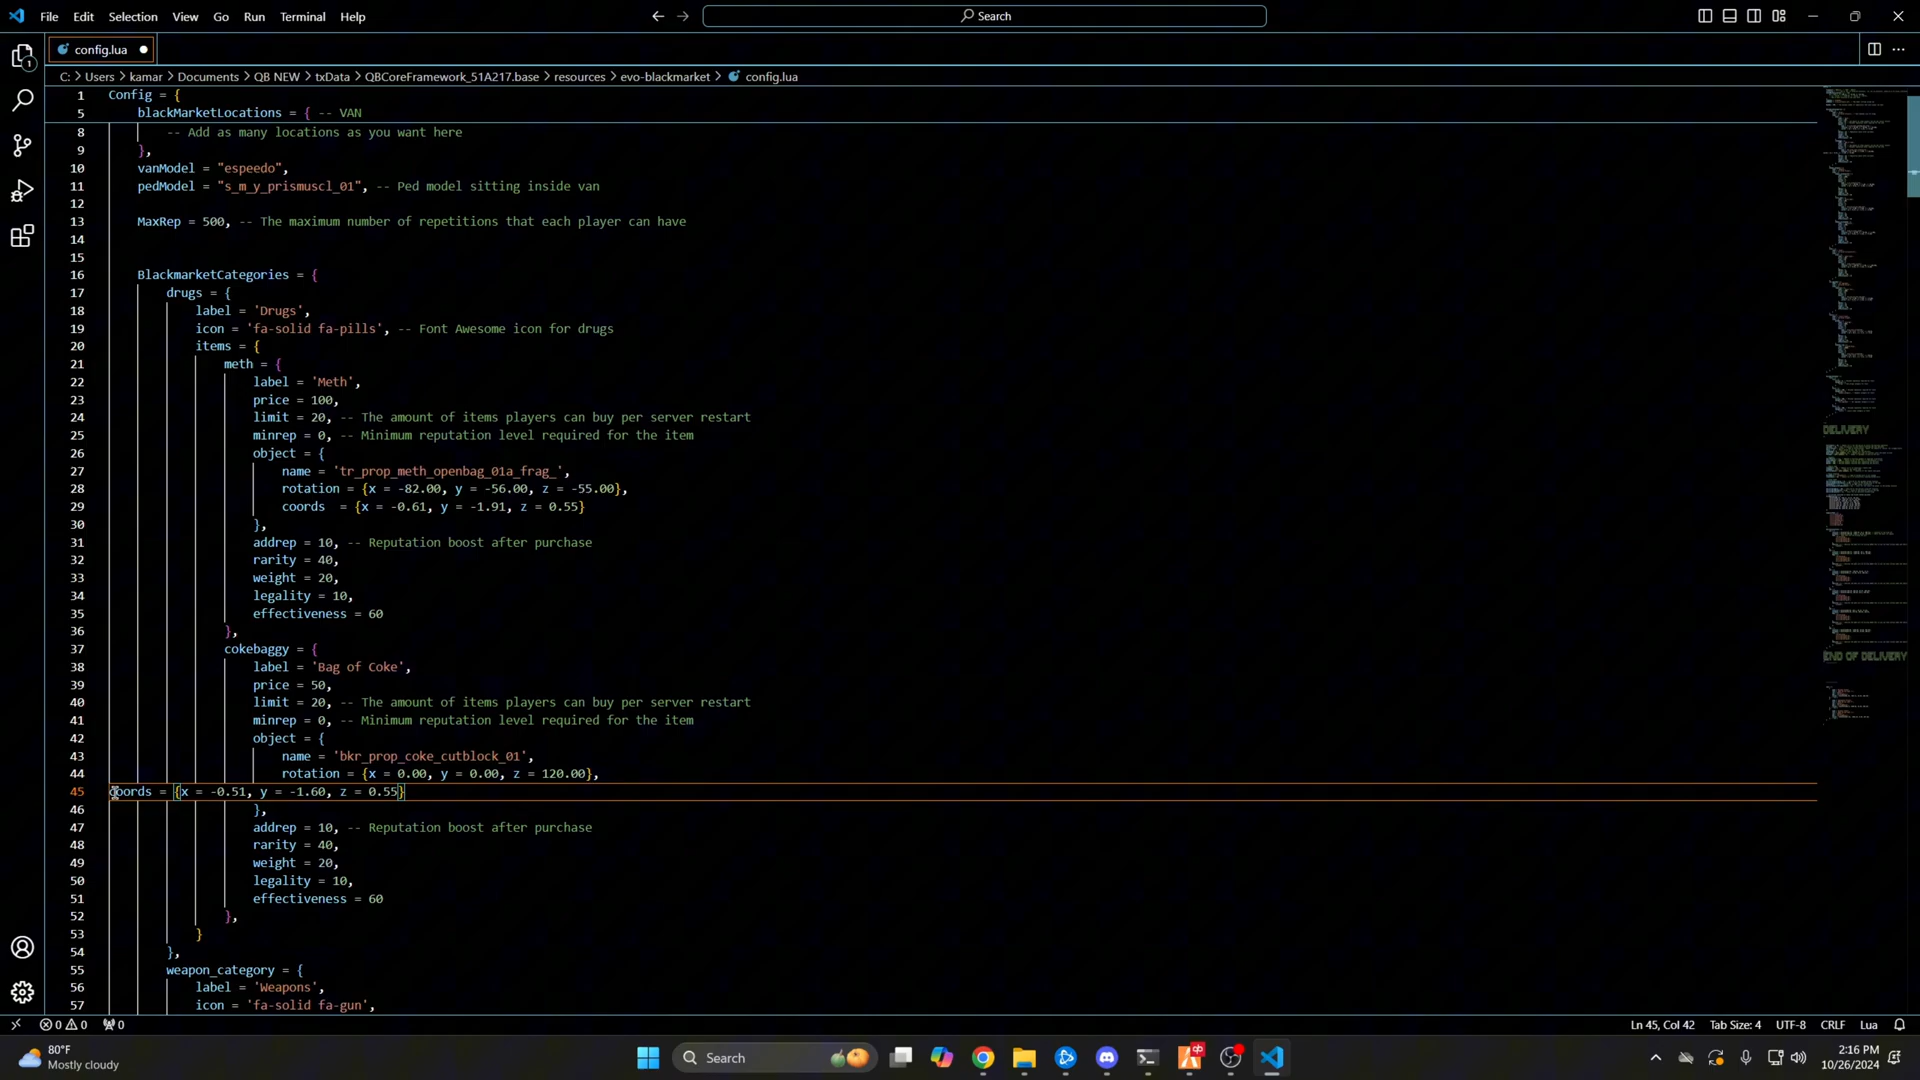 File Edit Selection View Go Run Terminal Help
Search
config.lua
1
C: > Users > kamar > Documents > QB NEW > txData > QBCoreFramework_51A217.base > resources > evo-blackmarket > config.lua
1 Config = {
5 blackMarketLocations = { -- VAN
8 -- Add as many locations as you want here
9 },
10 vanModel = "espeedo",
11 pedModel = "s_m_y_prismuscl_01", -- Ped model sitting inside van
12
13 MaxRep = 500, -- The maximum number of repetitions that each player can have
14
15
16 BlackmarketCategories = {
17 drugs = {
18 label = 'Drugs',
19 icon = 'fa-solid fa-pills', -- Font Awesome icon for drugs
20 items = {
21 meth = {
22 label = 'Meth',
23 price = 100,
24 limit = 20, -- The amount of items players can buy per server restart
25 minrep = 0, -- Minimum reputation level required for the item
26 object = {
27 name = 'tr_prop_meth_openbag_01a_frag_',
28 rotation = {x = -82.00, y = -56.00, z = -55.00},
29 coords = {x = -0.61, y = -1.91, z = 0.55}
30 },
31 addrep = 10, -- Reputation boost after purchase
32 rarity = 40,
33 weight = 20,
34 legality = 10,
35 effectiveness = 60
36 },
37 cokebaggy = {
38 label = 'Bag of Coke',
39 price = 50,
40 limit = 20, -- The amount of items players can buy per server restart
41 minrep = 0, -- Minimum reputation level required for the item
42 object = {
43 name = 'bkr_prop_coke_cutblock_01',
44 rotation = {x = 0.00, y = 0.00, z = 120.00},
45 coords = {x = -0.51, y = -1.60, z = 0.55}
46 },
47 addrep = 10, -- Reputation boost after purchase
48 rarity = 40,
49 weight = 20,
50 legality = 10,
51 effectiveness = 60
52 },
53 }
54 },
55 weapon_category = {
56 label = 'Weapons',
57 icon = 'fa-solid fa-gun',
DELIVERY
END OF DELIVERY
0 0 0 Ln 45, Col 42 Tab Size: 4 UTF-8 CRLF Lua
80°F
Mostly cloudy
Search
2:16 PM
10/26/2024